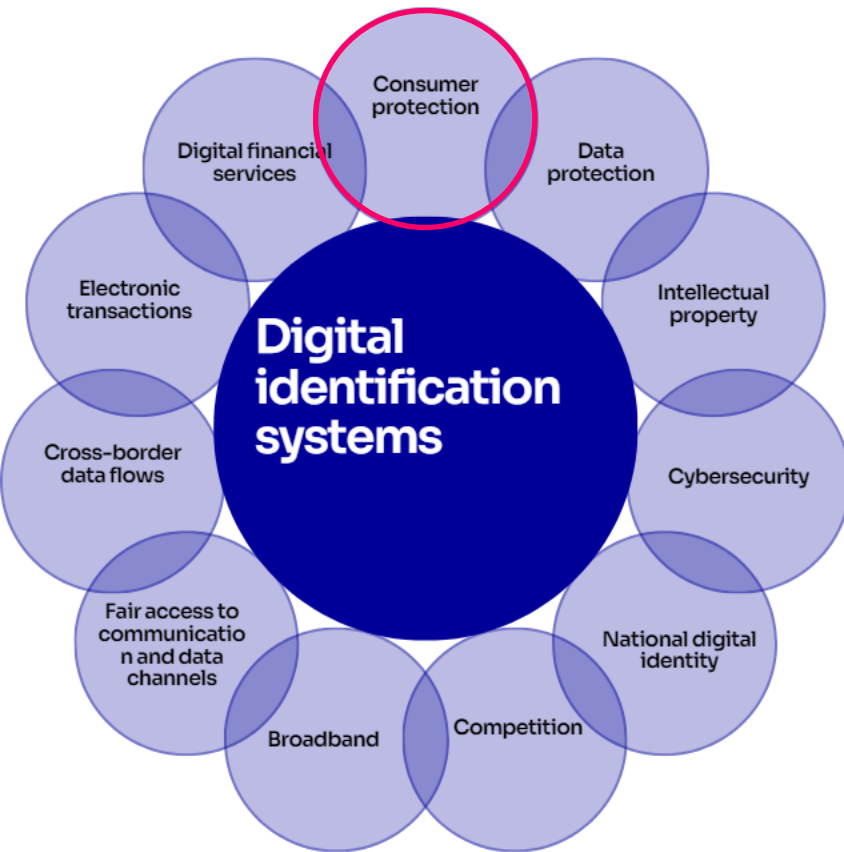 Consumer
protection
Data
protection
Intellectual
property
Cybersecurity
National digital
identity
Competition
Broadband
Fair access to
communicatio
n and data
channels
Cross-border
data flows
Electronic
transactions
Digital financial
services
Digital
identification
systems